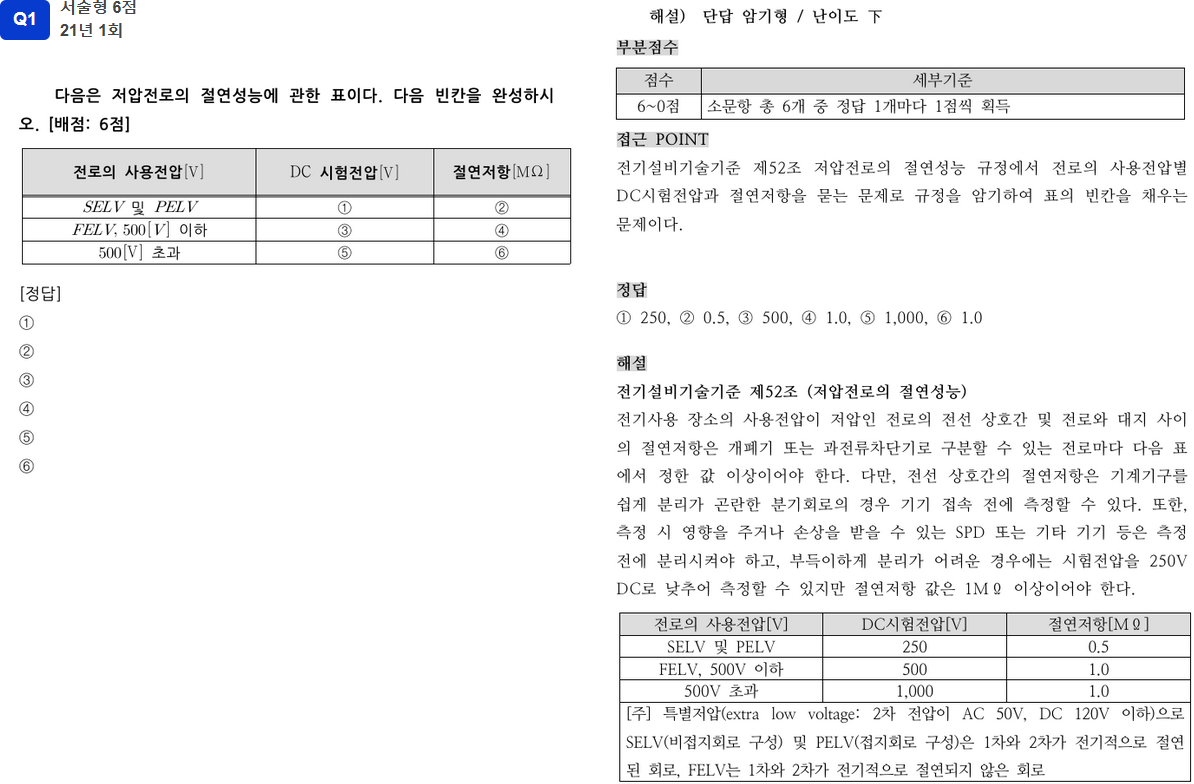 Q1
서술형 6점
21년 1회
다음은 저압전로의 절연성능에 관한 표이다. 다음 빈칸을 완성하시
오. [배점: 6점]
전로의 사용전압[V] DC 시험전압[V] 절연저항[MΩ]
SELV 및 PELV ① ②
FELV, 500[V] 이하 ③ ④
500[V] 초과 ⑤ ⑥
[정답]
①
②
③
④
⑤
⑥
해설) 단답 암기형 / 난이도 下
부분점수
점수 세부기준
6~0점 소문항 총 6개 중 정답 1개마다 1점씩 획득
접근 POINT
전기설비기술기준 제52조 저압전로의 절연성능 규정에서 전로의 사용전압별
DC시험전압과 절연저항을 묻는 문제로 규정을 암기하여 표의 빈칸을 채우는
문제이다.
정답
① 250, ② 0.5, ③ 500, ④ 1.0, ⑤ 1,000, ⑥ 1.0
해설
전기설비기술기준 제52조 (저압전로의 절연성능)
전기사용 장소의 사용전압이 저압인 전로의 전선 상호간 및 전로와 대지 사이
의 절연저항은 개폐기 또는 과전류차단기로 구분할 수 있는 전로마다 다음 표
에서 정한 값 이상이어야 한다. 다만, 전선 상호간의 절연저항은 기계기구를
쉽게 분리가 곤란한 분기회로의 경우 기기 접속 전에 측정할 수 있다. 또한,
측정 시 영향을 주거나 손상을 받을 수 있는 SPD 또는 기타 기기 등은 측정
전에 분리시켜야 하고, 부득이하게 분리가 어려운 경우에는 시험전압을 250V
DC로 낮추어 측정할 수 있지만 절연저항 값은 1MΩ 이상이어야 한다.
전로의 사용전압[V] DC시험전압[V] 절연저항[MΩ]
SELV 및 PELV 250 0.5
FELV, 500V 이하 500 1.0
500V 초과 1,000 1.0
[주] 특별저압(extra low voltage: 2차 전압이 AC 50V, DC 120V 이하)으로
SELV(비접지회로 구성) 및 PELV(접지회로 구성)은 1차와 2차가 전기적으로 절연
된 회로, FELV는 1차와 2차가 전기적으로 절연되지 않은 회로